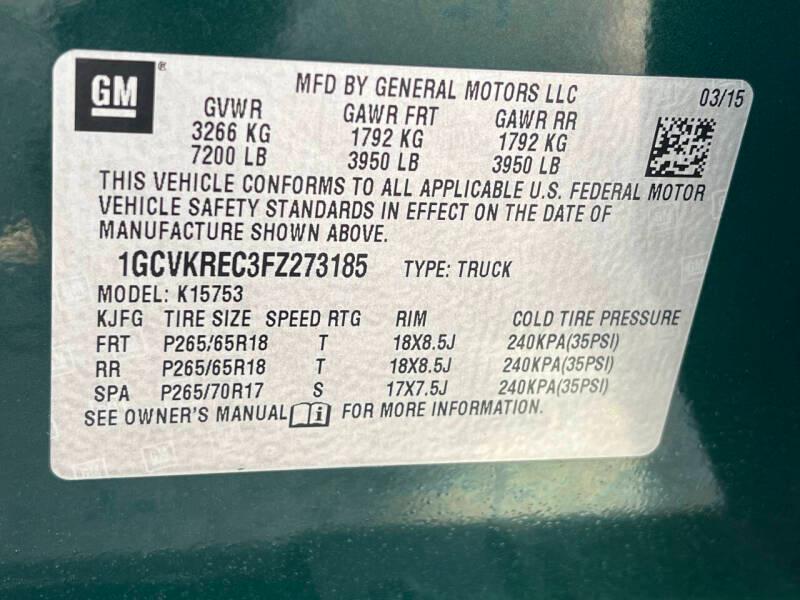 GM ®
MFD BY GENERAL MOTORS LLC 03/15
GVWR GAWR FRT GAWR RR
3266 KG 1792 KG 1792 KG
7200 LB 3950 LB 3950 LB
THIS VEHICLE CONFORMS TO ALL APPLICABLE U.S. FEDERAL MOTOR
VEHICLE SAFETY STANDARDS IN EFFECT ON THE DATE OF
MANUFACTURE SHOWN ABOVE.
1GCVKREC3FZ273185 TYPE: TRUCK
MODEL: K15753
KJFG TIRE SIZE SPEED RTG RIM COLD TIRE PRESSURE
FRT P265/65R18 T 18X8.5J 240KPA(35PSI)
RR P265/65R18 T 18X8.5J 240KPA(35PSI)
SPA P265/70R17 S 17X7.5J 240KPA(35PSI)
SEE OWNER'S MANUAL i FOR MORE INFORMATION.